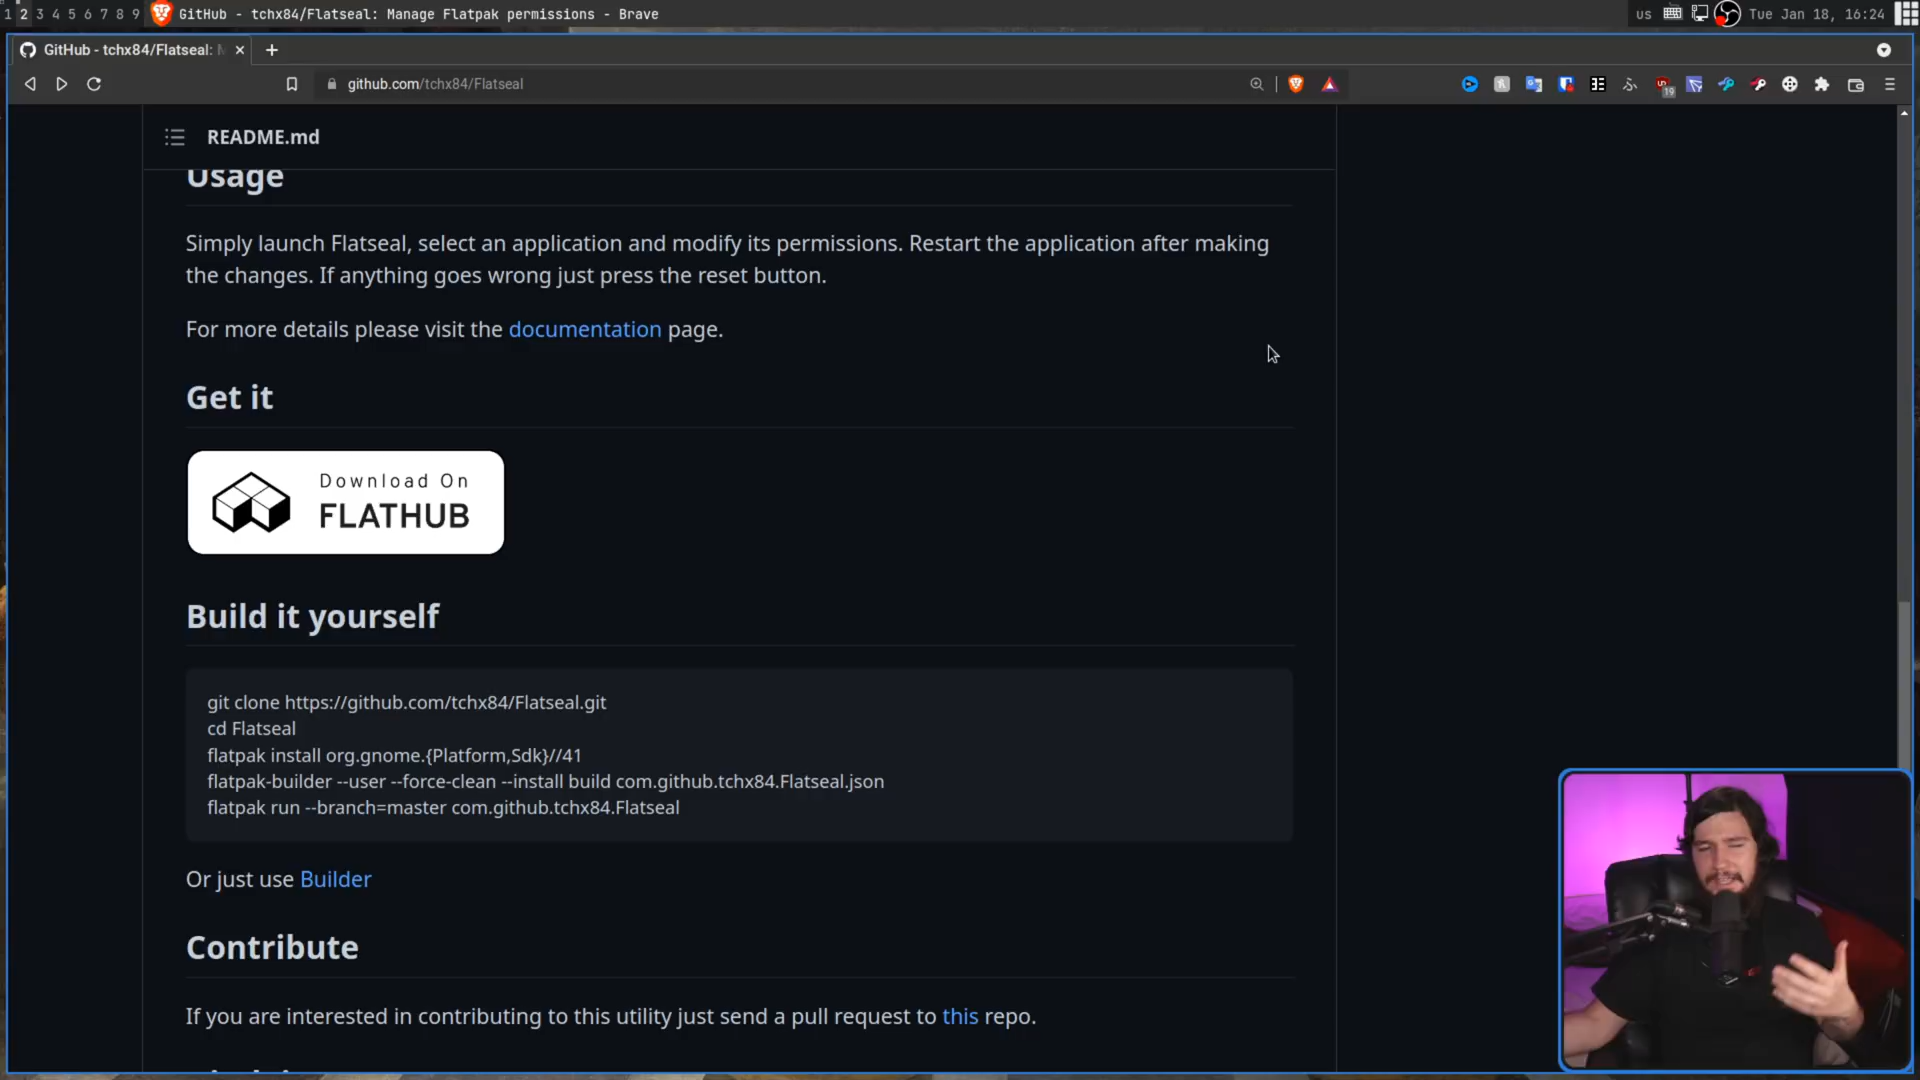 1 2 3 4 5 6 7 8 9 GitHub - tchx84/Flatseal: Manage Flatpak permissions - Brave us Tue Jan 18, 16:24
GitHub - tchx84/Flatseal:
github.com/tchx84/Flatseal
19
README.md
Usage
Simply launch Flatseal, select an application and modify its permissions. Restart the application after making
the changes. If anything goes wrong just press the reset button.
For more details please visit the documentation page.
Get it
Download On
FLATHUB
Build it yourself
git clone https://github.com/tchx84/Flatseal.git
cd Flatseal
flatpak install org.gnome.{Platform,Sdk}//41
flatpak-builder --user --force-clean --install build com.github.tchx84.Flatseal.json
flatpak run --branch=master com.github.tchx84.Flatseal
Or just use Builder
Contribute
If you are interested in contributing to this utility just send a pull request to this repo.